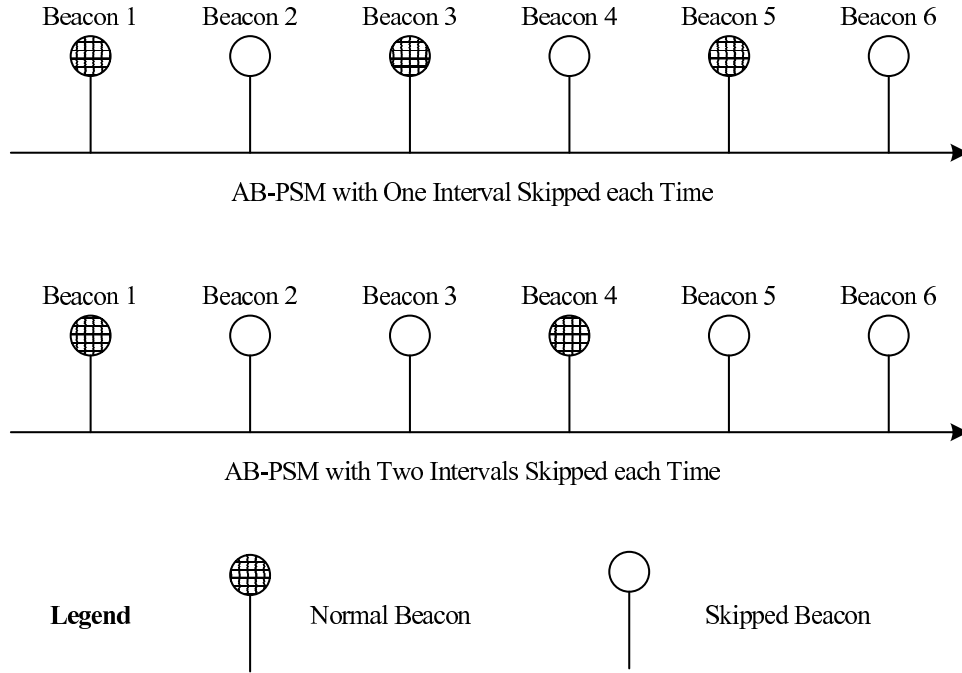 Beacon 1 Beacon 2 Beacon 3 Beacon 4 Beacon 5 Beacon 6
AB-PSM with One Interval Skipped each Time
Beacon 1 Beacon 2 Beacon 3 Beacon 4 Beacon 5 Beacon 6
AB-PSM with Two Intervals Skipped each Time
Legend Normal Beacon Skipped Beacon